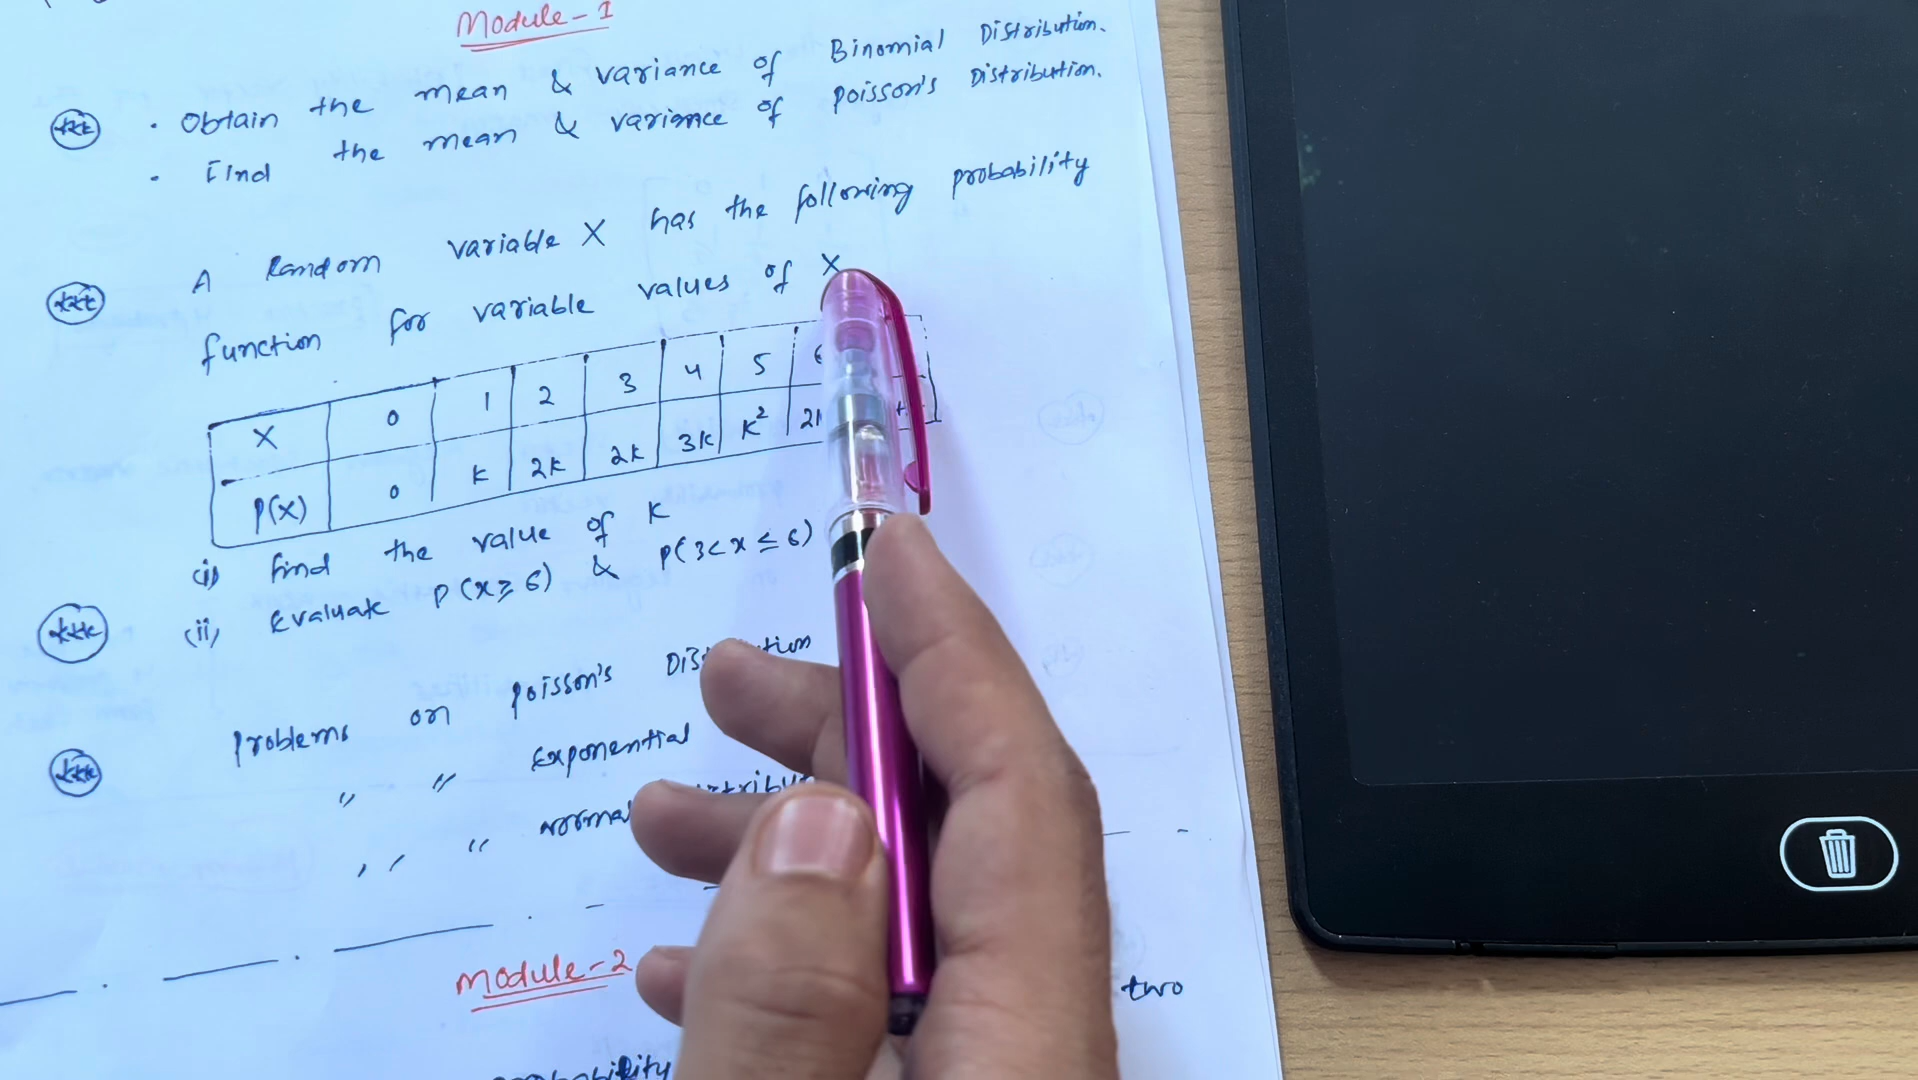 Module-1
• Obtain the mean & variance of Binomial Distribution.
• Find the mean & variance of poisson's Distribution.
A Random variable X has the following probability
function for variable values of X
X 0 1 2 3 4 5
P(X) 0 k 2k 2k 3k k²
(i) find the value of k
(ii) Evaluate P(x≥6) & P(3<x≤6)
Problems on poisson's
" " Exponential
" " Normal
Module-2
two